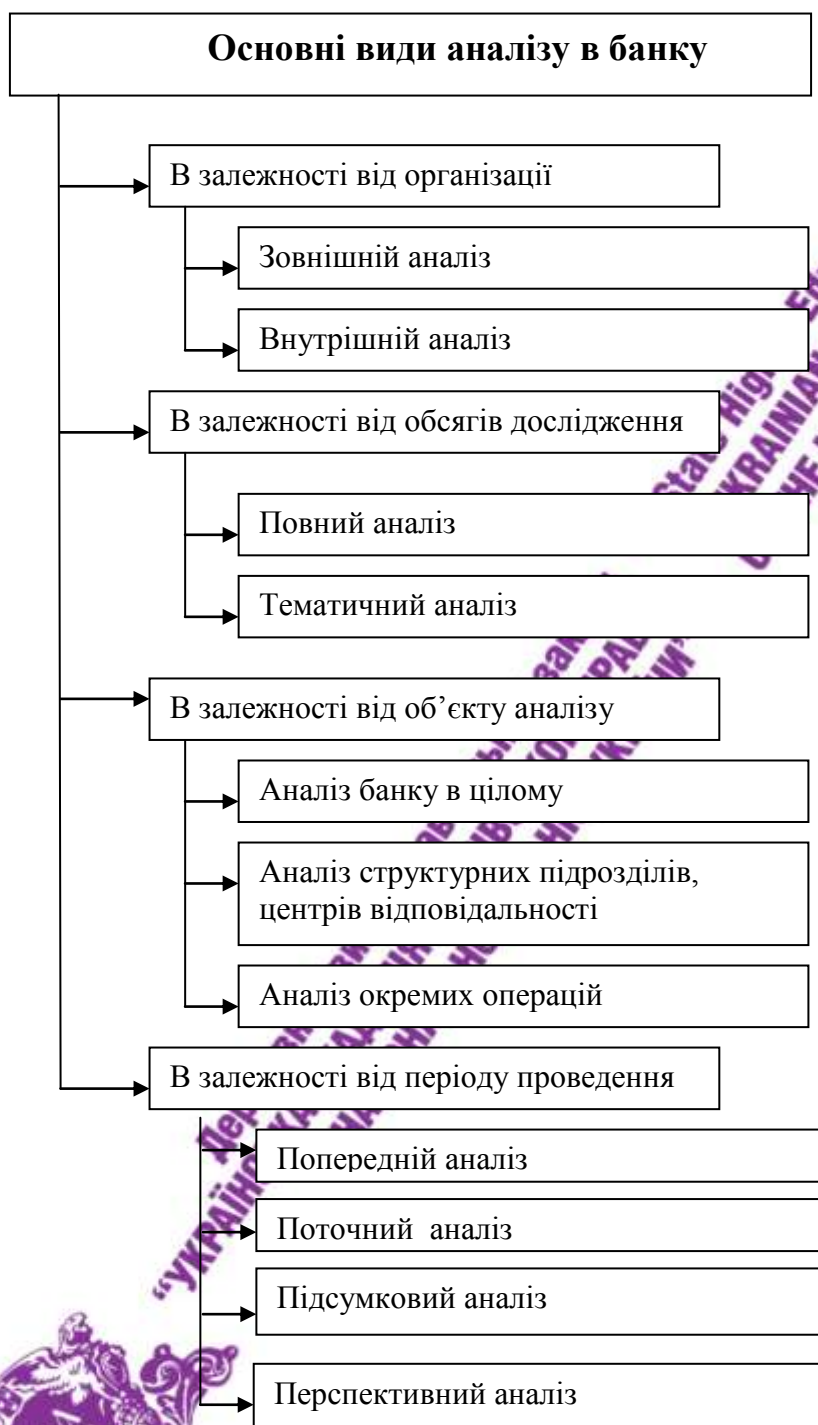 Основні види аналізу в банку
В залежності від організації
Зовнішній аналіз
Внутрішній аналіз
В залежності від обсягів дослідження
Повний аналіз
Тематичний аналіз
В залежності від об’єкту аналізу
Аналіз банку в цілому
Аналіз структурних підрозділів,
центрів відповідальності
Аналіз окремих операцій
В залежності від періоду проведення
Попередній аналіз
Поточний  аналіз
Підсумковий аналіз
Перспективний аналіз